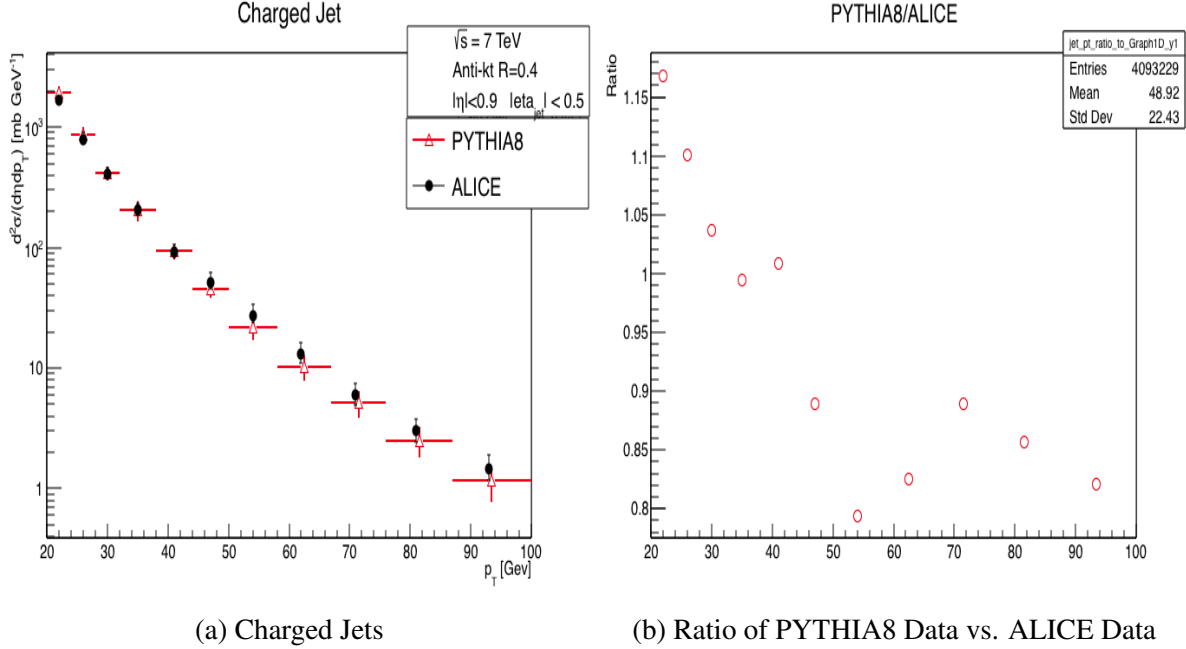 Charged Jet
√s = 7 TeV
Anti-kt R=0.4
|η|<0.9 |eta_jet| < 0.5
PYTHIA8
ALICE
d²σ/(dηdp_T) [mb GeV⁻¹]
10³
10²
10
1
20 30 40 50 60 70 80 90 100
p_T [Gev]
(a) Charged Jets
PYTHIA8/ALICE
jet_pt_ratio_to_Graph1D_y1
Entries 4093229
Mean 48.92
Std Dev 22.43
Ratio
1.15
1.1
1.05
1
0.95
0.9
0.85
0.8
20 30 40 50 60 70 80 90 100
(b) Ratio of PYTHIA8 Data vs. ALICE Data